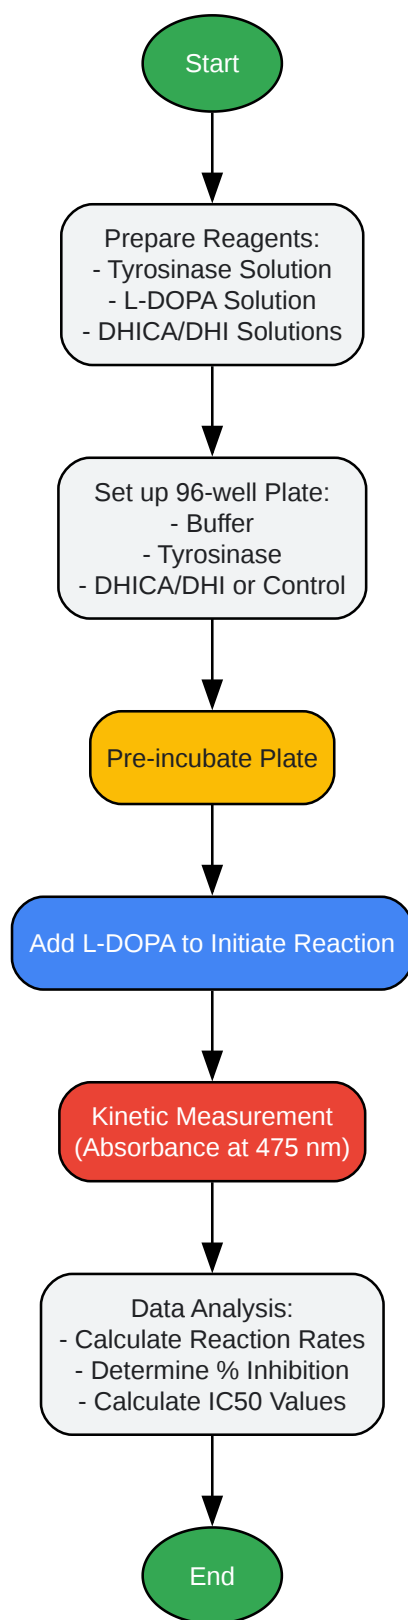 Start
Prepare Reagents:
- Tyrosinase Solution
- L-DOPA Solution
- DHICA/DHI Solutions
Set up 96-well Plate:
- Buffer
- Tyrosinase
- DHICA/DHI or Control
Pre-incubate Plate
Add L-DOPA to Initiate Reaction
Kinetic Measurement
(Absorbance at 475 nm)
Data Analysis:
- Calculate Reaction Rates
- Determine % Inhibition
- Calculate IC50 Values
End